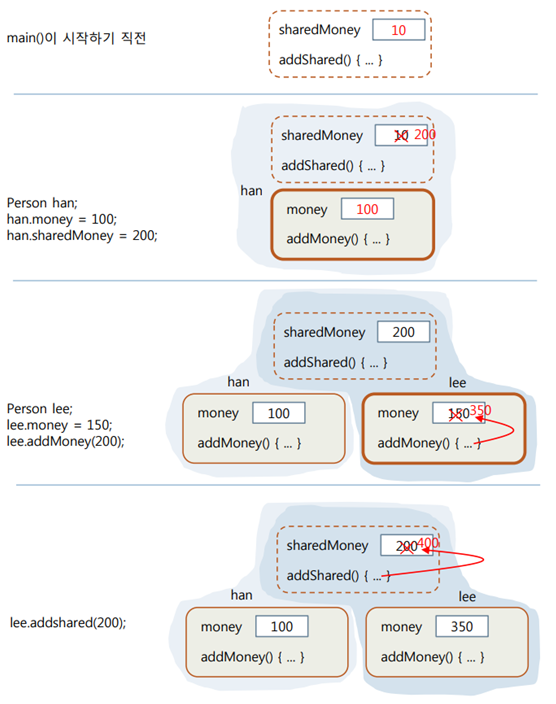 main()이 시작하기 직전
sharedMoney 10
addShared() { ... }
sharedMoney 10 200
addShared() { ... }
han
Person han;
han.money = 100;
han.sharedMoney = 200;
money 100
addMoney() { ... }
sharedMoney 200
addShared() { ... }
han
lee
Person lee;
lee.money = 150;
lee.addMoney(200);
money 100
addMoney() { ... }
money 150 350
addMoney() { ... }
sharedMoney 200 400
addShared() { ... }
han
lee
lee.addshared(200);
money 100
addMoney() { ... }
money 350
addMoney() { ... }